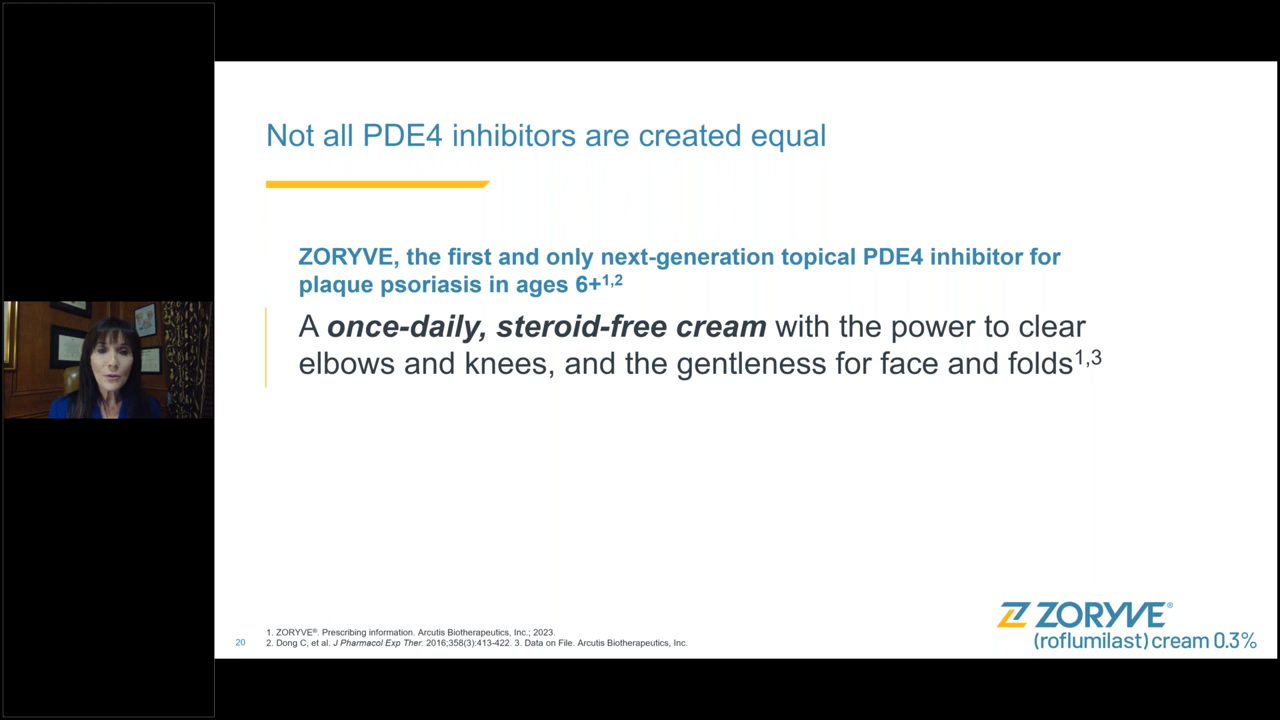 Not all PDE4 inhibitors are created equal
ZORYVE, the first and only next-generation topical PDE4 inhibitor for
plaque psoriasis in ages 6+1,2
A once-daily, steroid-free cream with the power to clear
elbows and knees, and the gentleness for face and folds1,3
1. ZORYVE®. Prescribing information. Arcutis Biotherapeutics, Inc.; 2023.
20
2. Dong C, et al. J Pharmacol Exp Ther. 2016;358(3):413-422. 3. Data on File. Arcutis Biotherapeutics, Inc.
ZORYVE®
(roflumilast) cream 0.3%